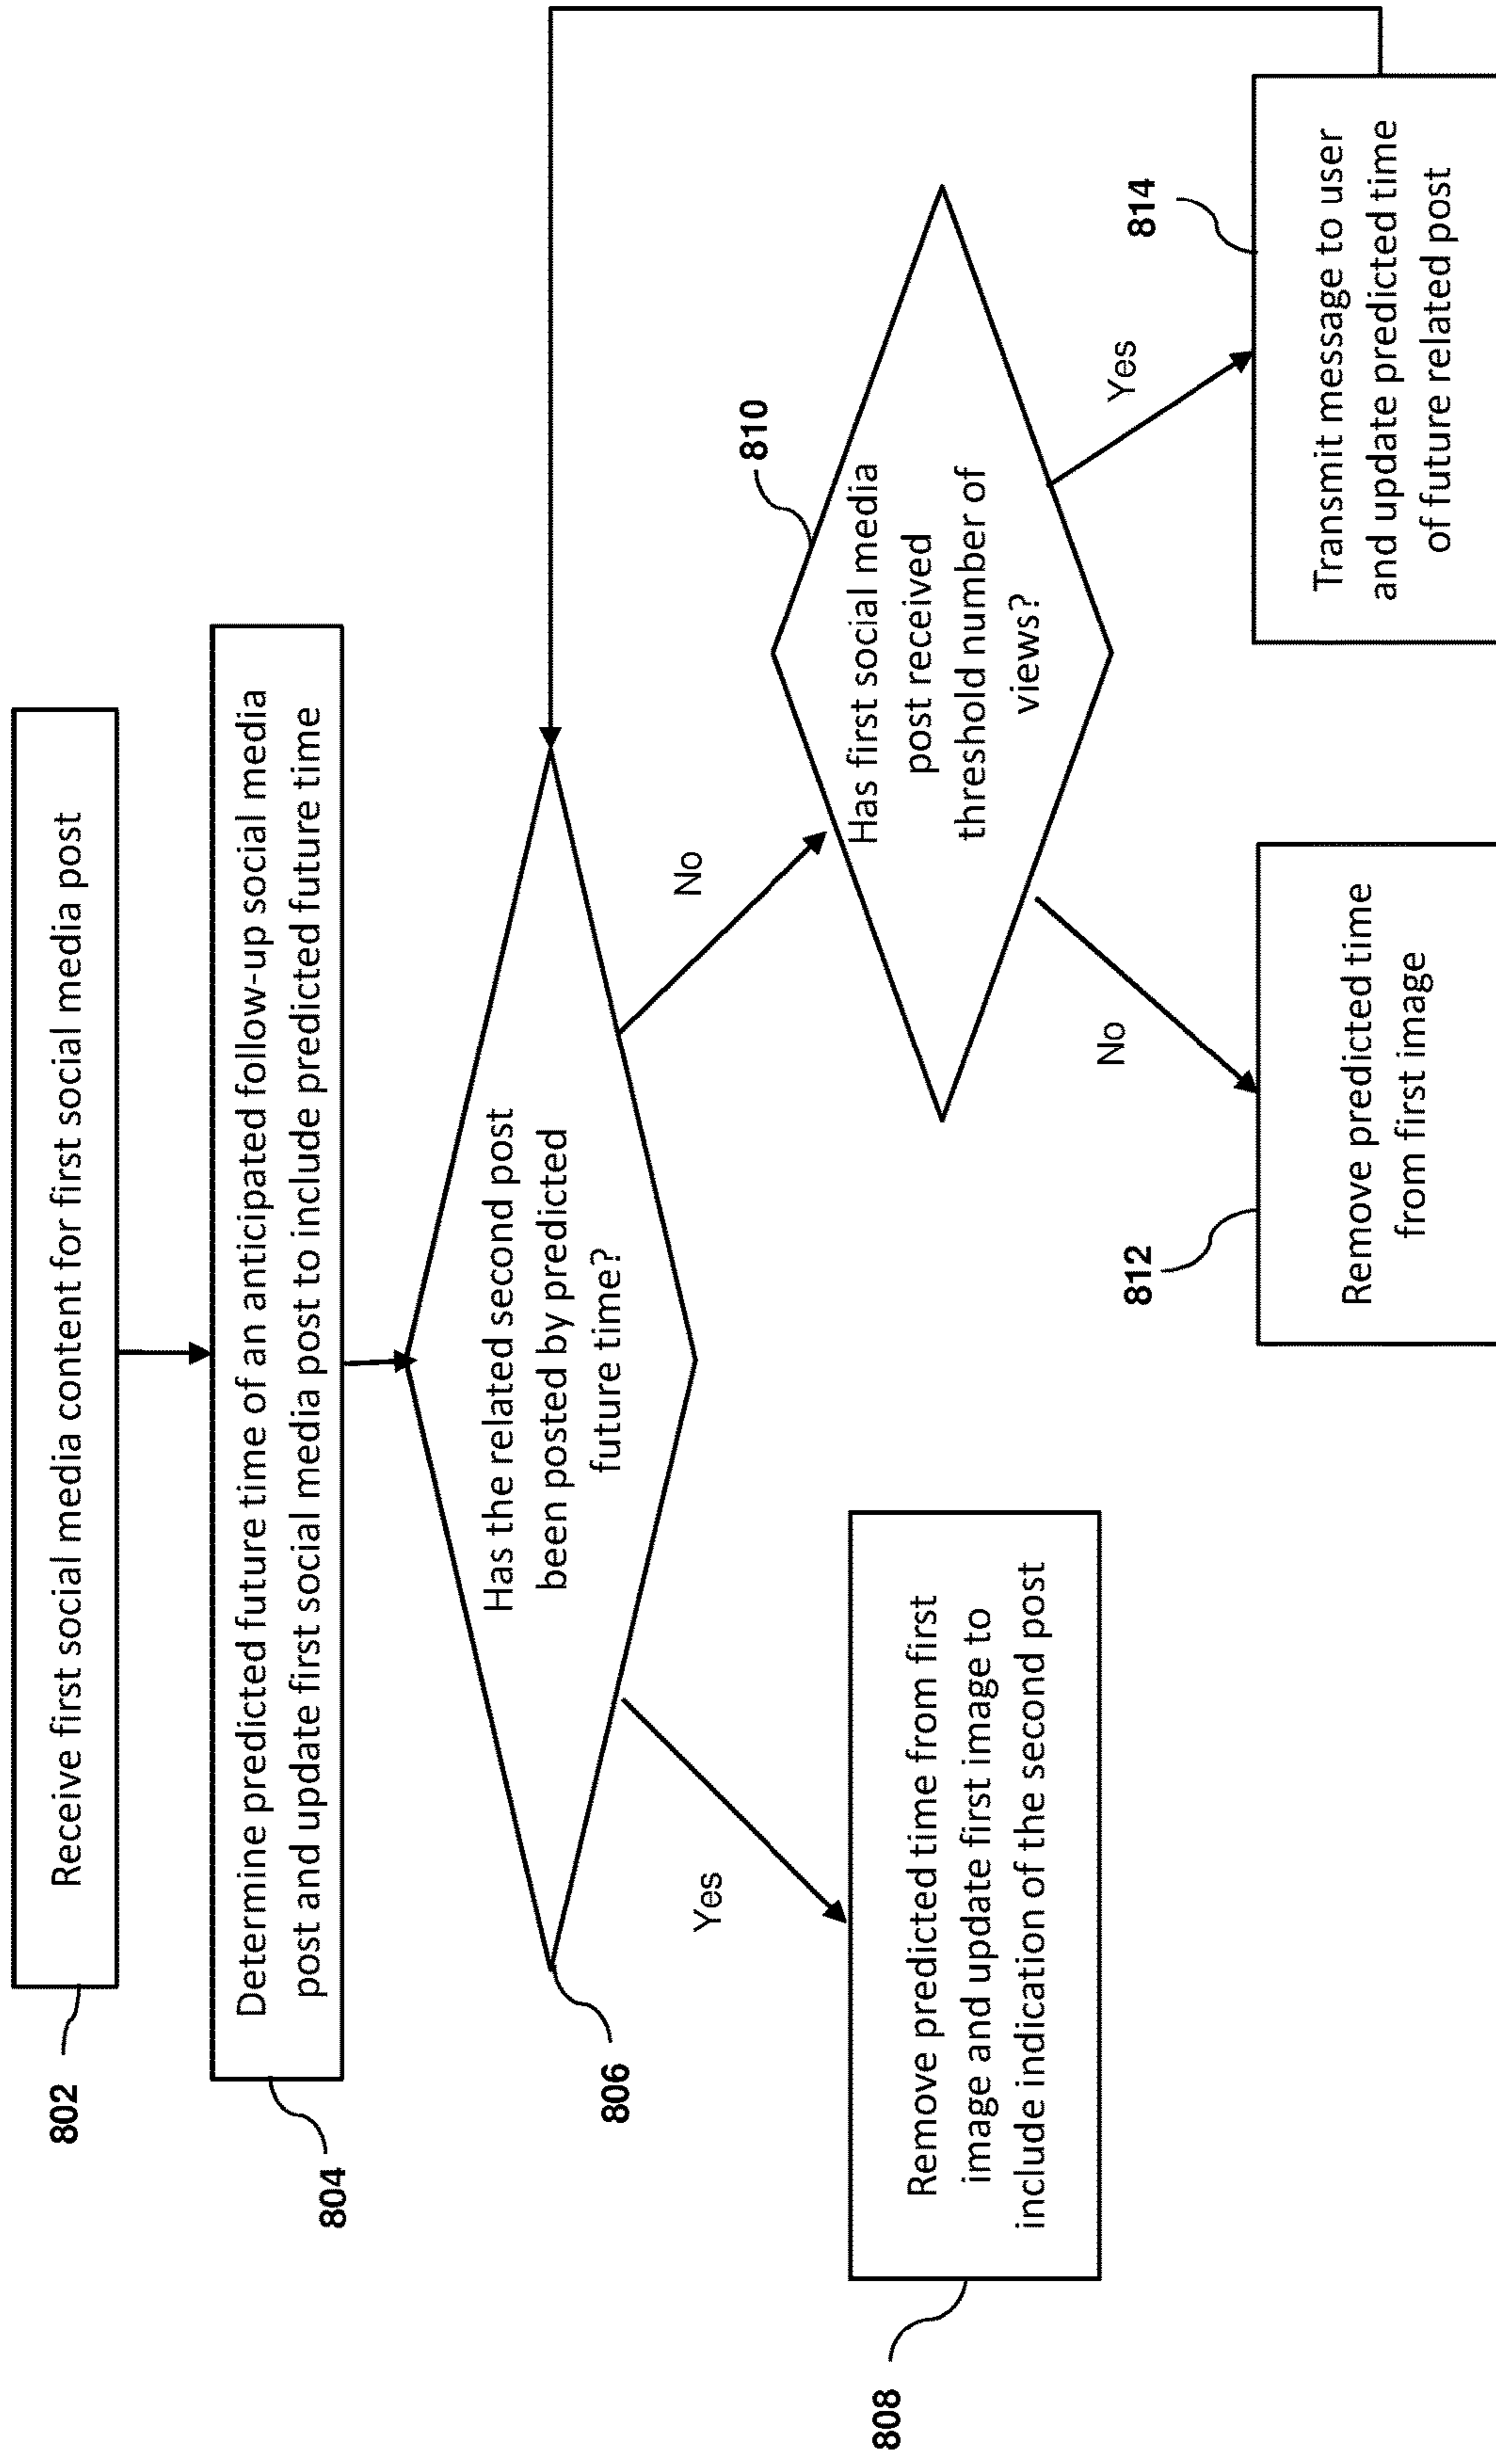 802
Receive first social media content for first social media post
804
Determine predicted future time of an anticipated follow-up social media
post and update first social media post to include predicted future time
806
Has the related second post
been posted by predicted
future time?
Yes
No
808
Remove predicted time from first
image and update first image to
include indication of the second post
810
Has first social media
post received
threshold number of
views?
No
Yes
812
Remove predicted time
from first image
814
Transmit message to user
and update predicted time
of future related post